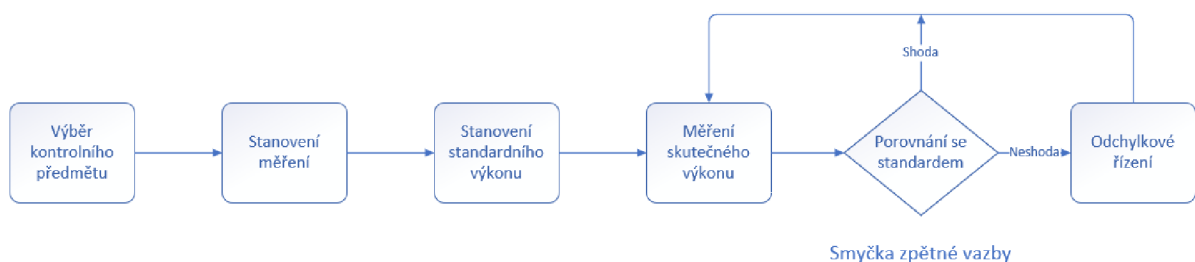 Shoda
Výběr
kontrolního
předmětu
Stanovení
měření
Stanovení
standardního
výkonu
Měření
skutečného
výkonu
Porovnání se
standardem
Neshoda
Odchylkové
řízení
Smyčka zpětné vazby